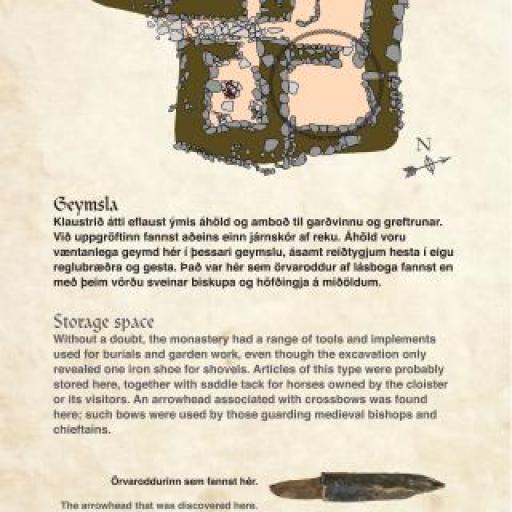 N
Geymsla
Klaustrið átti eflaust ýmis áhöld og amboð til garðvinnu og greftrunar.
Við uppgröftinn fannst aðeins einn járnskór af reku. Áhöld voru
væntanlega geymd hér í þessari geymslu, ásamt reiðtygjum hesta í eigu
reglubræðra og gesta. Það var hér sem örvaroddur af lásboga fannst en
með þeim vörðu sveinar biskupa og höfðingja á miðöldum.
Storage space
Without a doubt, the monastery had a range of tools and implements
used for burials and garden work, even though the excavation only
revealed one iron shoe for shovels. Articles of this type were probably
stored here, together with saddle tack for horses owned by the cloister
or its visitors. An arrowhead associated with crossbows was found
here; such bows were used by those guarding medieval bishops and
chieftains.
Örvaroddurinn sem fannst hér.
The arrowhead that was discovered here.